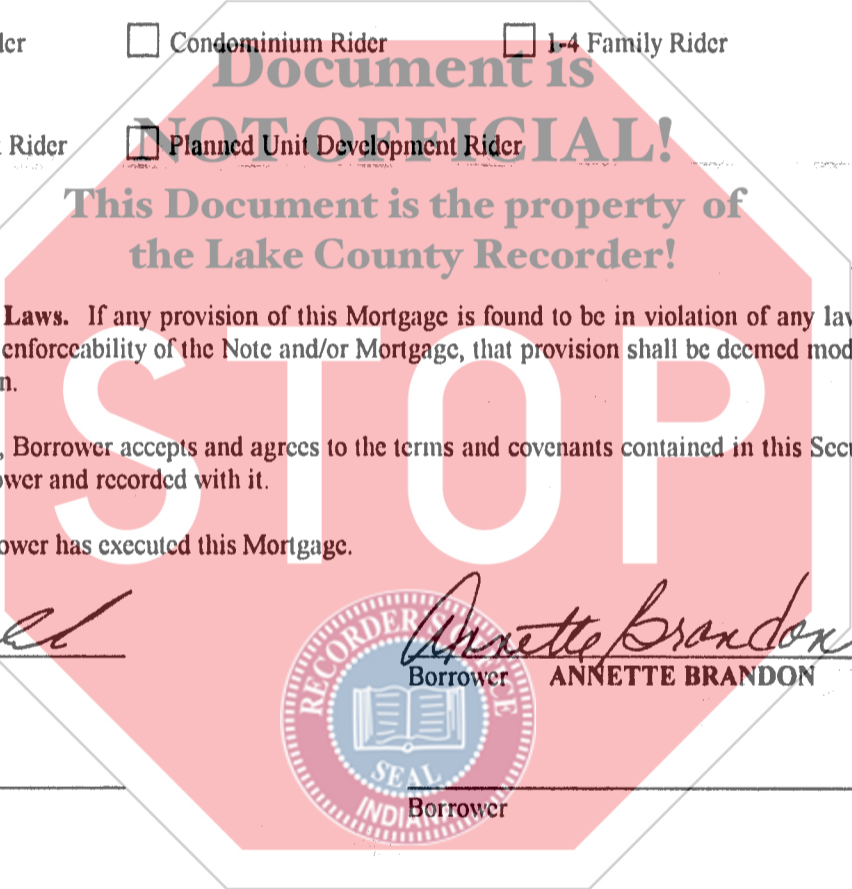 der ☐ Condominium Rider ☐ 1-4 Family Rider
Document is
Rider ☐ Planned Unit Development Rider
NOT OFFICIAL!
This Document is the property of
the Lake County Recorder!
Laws. If any provision of this Mortgage is found to be in violation of any law
enforceability of the Note and/or Mortgage, that provision shall be deemed mod
n.
, Borrower accepts and agrees to the terms and covenants contained in this Secu
ower and recorded with it.
ower has executed this Mortgage.
STOP
Annette Brandon
Borrower ANNETTE BRANDON
RECORDER'S OFFICE
SEAL
INDIANA
Borrower